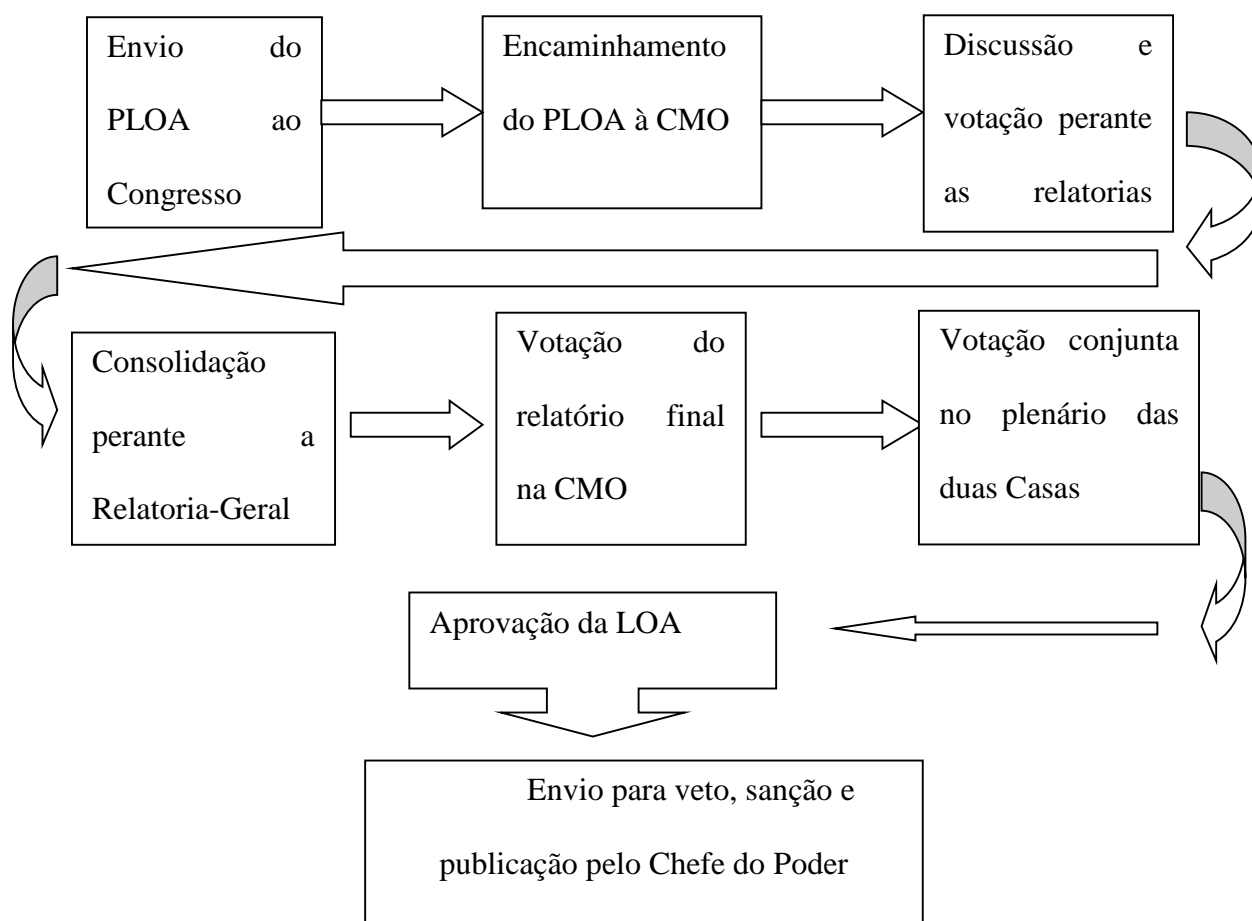 Envio do
PLOA ao
Congresso
Encaminhamento
do PLOA à CMO
Discussão e
votação perante
as relatorias
Consolidação
perante a
Relatoria-Geral
Votação do
relatório final
na CMO
Votação conjunta
no plenário das
duas Casas
Aprovação da LOA
Envio para veto, sanção e
publicação pelo Chefe do Poder